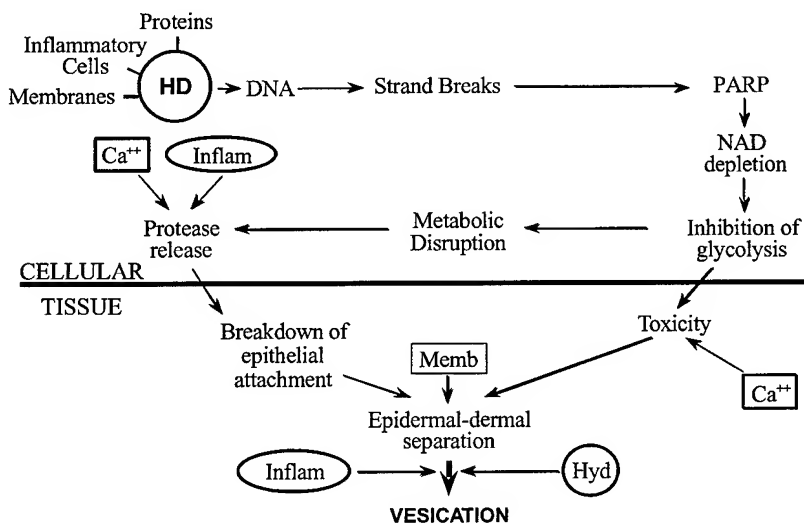 Proteins
Inflammatory
Cells
Membranes
HD
DNA
Strand Breaks
PARP
NAD
depletion
Ca++
Inflam
Protease
release
Metabolic
Disruption
Inhibition of
glycolysis
CELLULAR
TISSUE
Breakdown of
epithelial
attachment
Memb
Toxicity
Ca++
Epidermal-dermal
separation
Inflam
Hyd
VESICATION